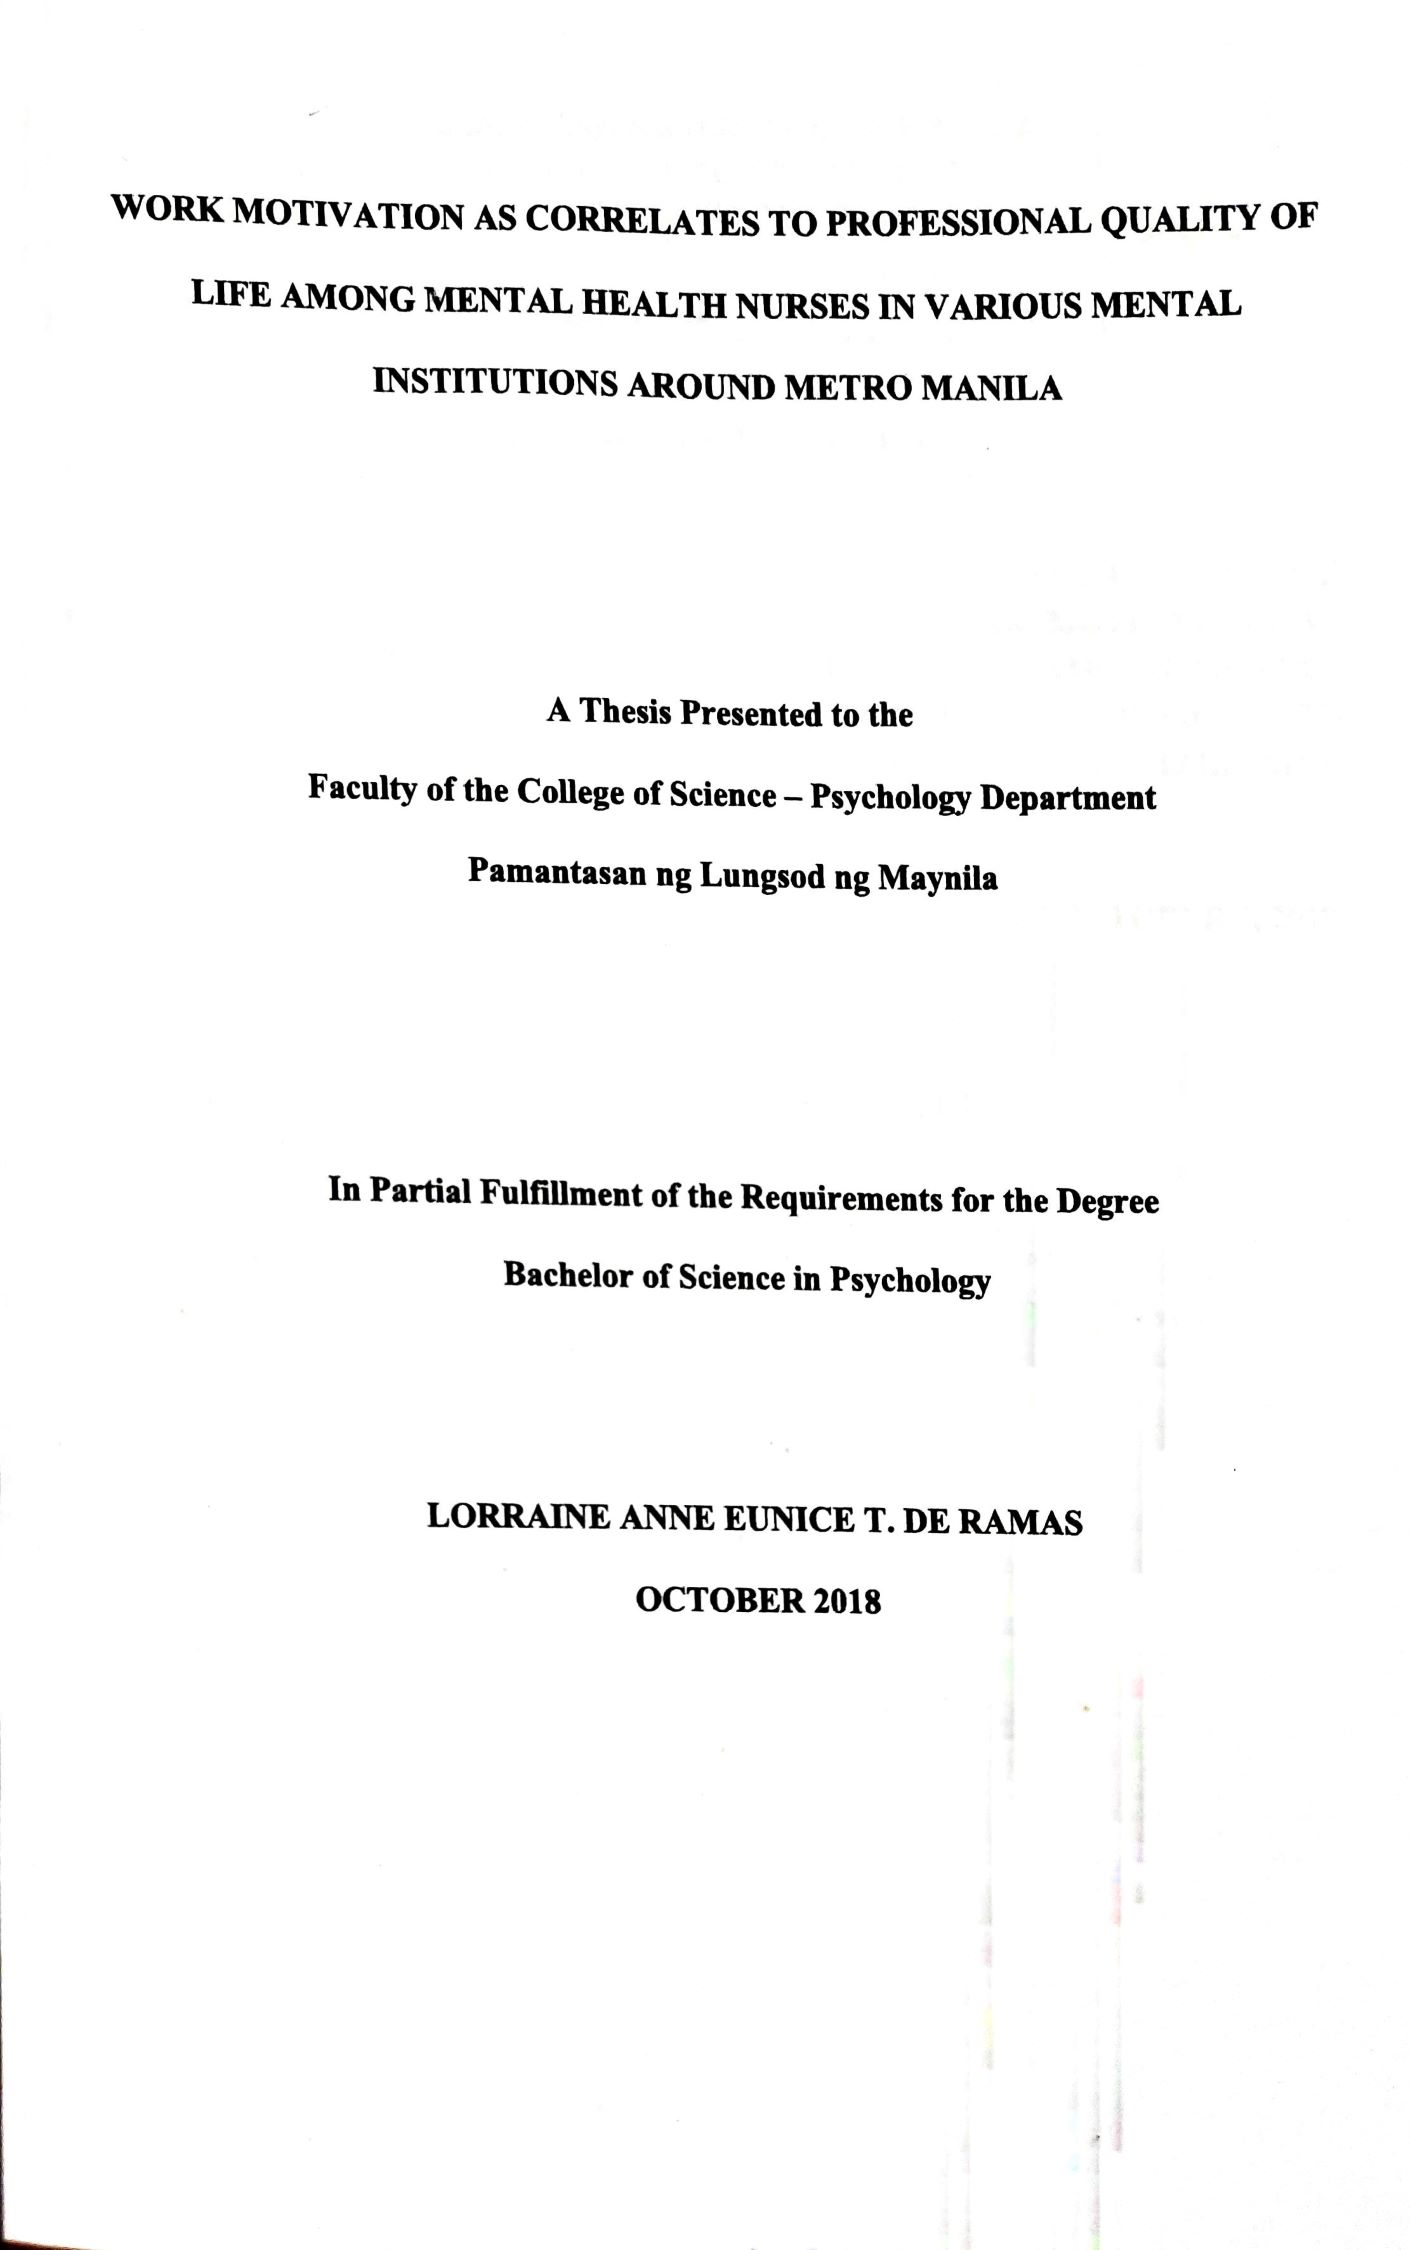 WORK MOTIVATION AS CORRELATES TO PROFESSIONAL QUALITY OF
LIFE AMONG MENTAL HEALTH NURSES IN VARIOUS MENTAL
INSTITUTIONS AROUND METRO MANILA
A Thesis Presented to the
Faculty of the College of Science – Psychology Department
Pamantasan ng Lungsod ng Maynila
In Partial Fulfillment of the Requirements for the Degree
Bachelor of Science in Psychology
LORRAINE ANNE EUNICE T. DE RAMAS
OCTOBER 2018